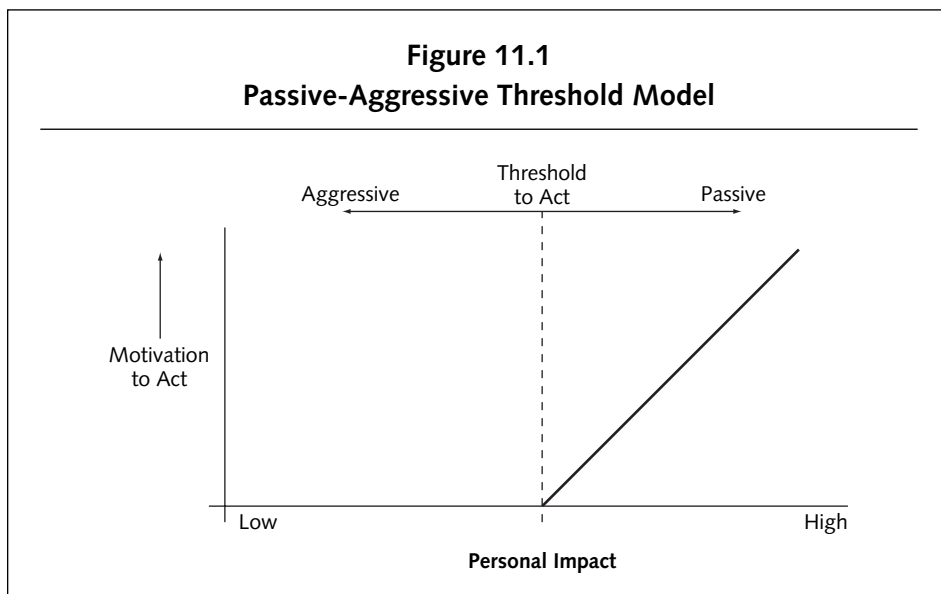 Figure 11.1
Passive-Aggressive Threshold Model
Threshold
to Act
Aggressive
Passive
Motivation
to Act
Low
High
Personal Impact